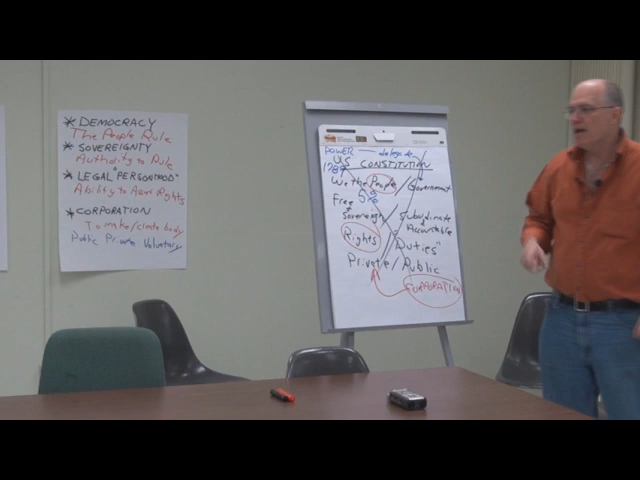 * DEMOCRACY
The People Rule
* SOVEREIGNTY
Authority to Rule
* LEGAL "PERSONHOOD"
Ability to Assert Rights
* CORPORATION
To make/create body
Public Private Voluntary
POWER — delegate
US CONSTITUTION
We the People / Government
5%
Free + Sovereign
Subordinate + Accountable
Rights
Duties"
Private / Public
CORPORATION